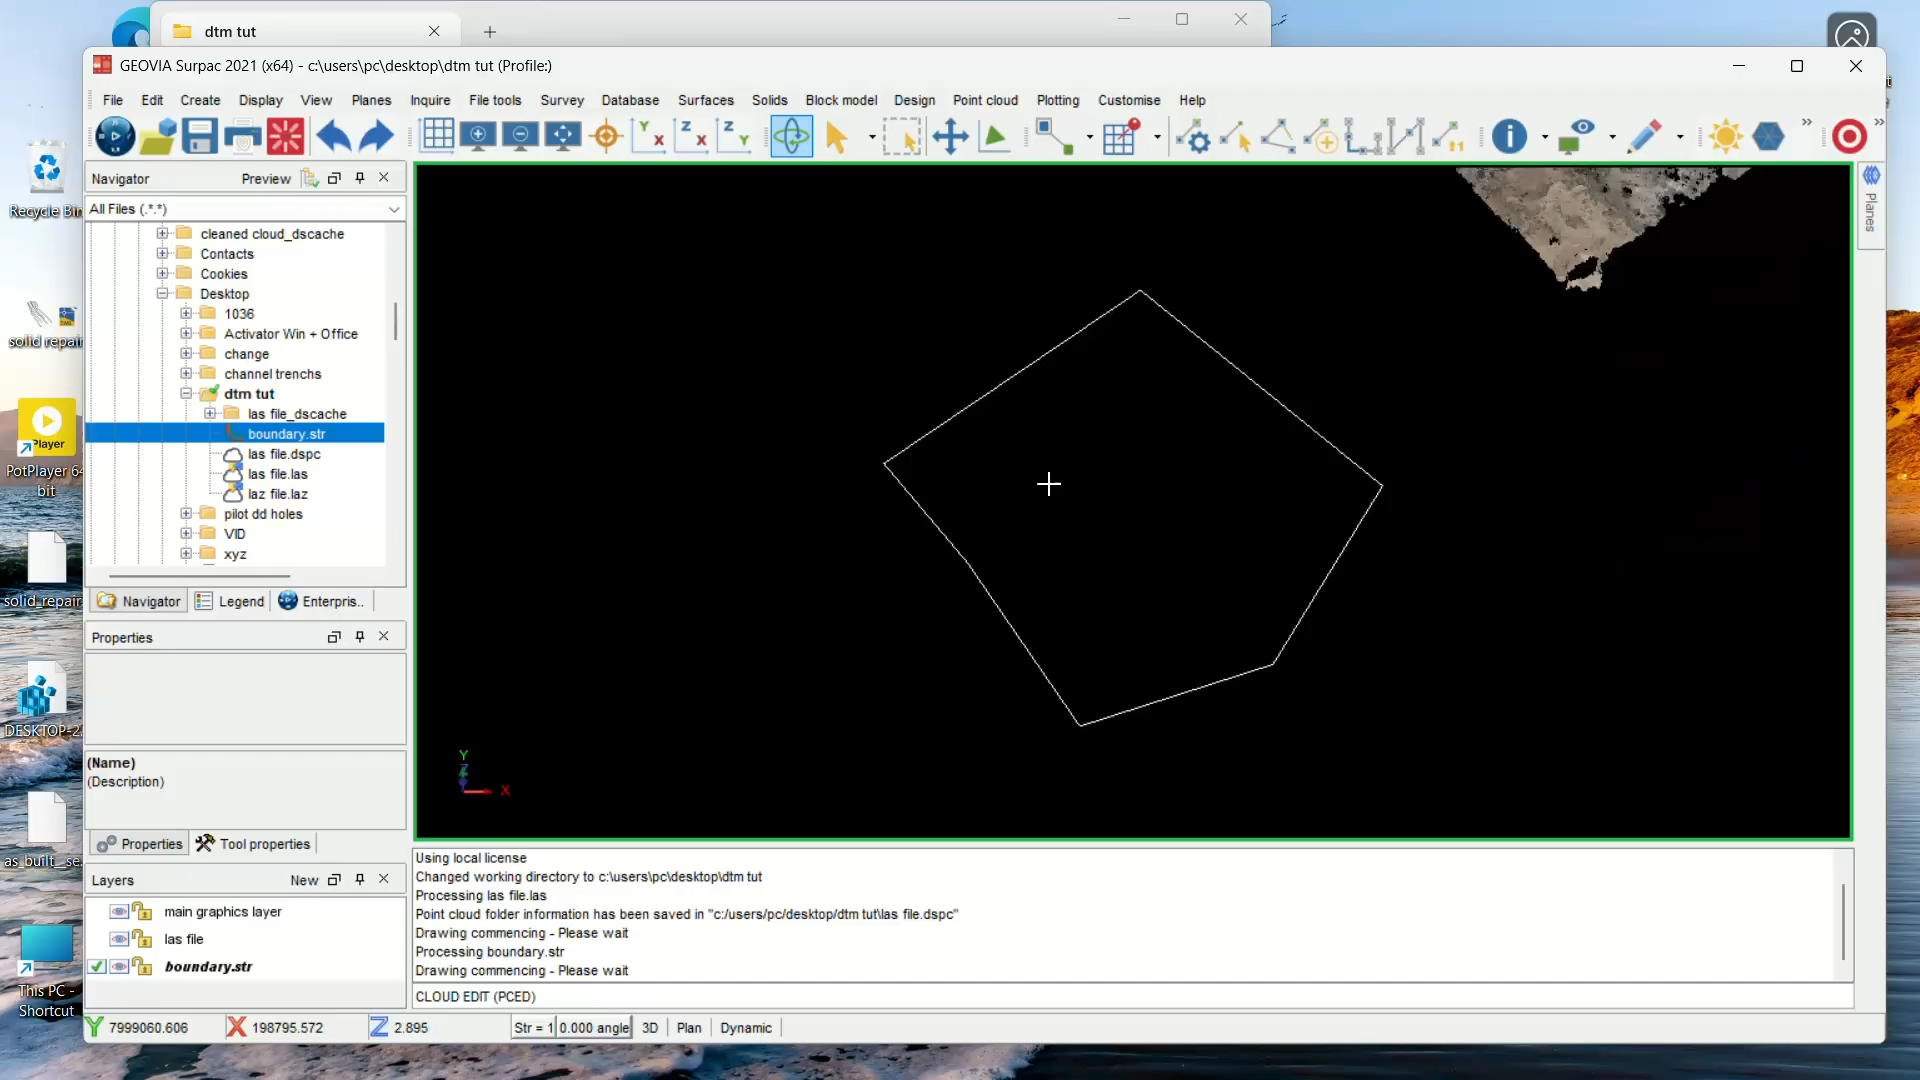 dtm tut
GEOVIA Surpac 2021 (x64) - c:\users\pc\desktop\dtm tut (Profile:)
File Edit Create Display View Planes Inquire File tools Survey Database Surfaces Solids Block model Design Point cloud Plotting Customise Help
Navigator Preview
All Files (*.*)
cleaned cloud_dscache
Contacts
Cookies
Desktop
1036
Activator Win + Office
change
channel trenchs
dtm tut
las file_dscache
boundary.str
las file.dspc
las file.las
laz file.laz
pilot dd holes
VID
xyz
Navigator Legend Enterpris..
Properties
(Name)
(Description)
Properties Tool properties
Layers New
main graphics layer
las file
boundary.str
Y
Z
X
Planes
Using local license
Changed working directory to c:\users\pc\desktop\dtm tut
Processing las file.las
Point cloud folder information has been saved in "c:/users/pc/desktop/dtm tut\las file.dspc"
Drawing commencing - Please wait
Processing boundary.str
Drawing commencing - Please wait
CLOUD EDIT (PCED)
Y 7999060.606 X 198795.572 Z 2.895 Str = 1 0.000 angle 3D Plan Dynamic
Recycle Bin
solid repair
Player
PotPlayer 64
bit
solid_repair
DESKTOP-2
as_built_se
This PC -
Shortcut